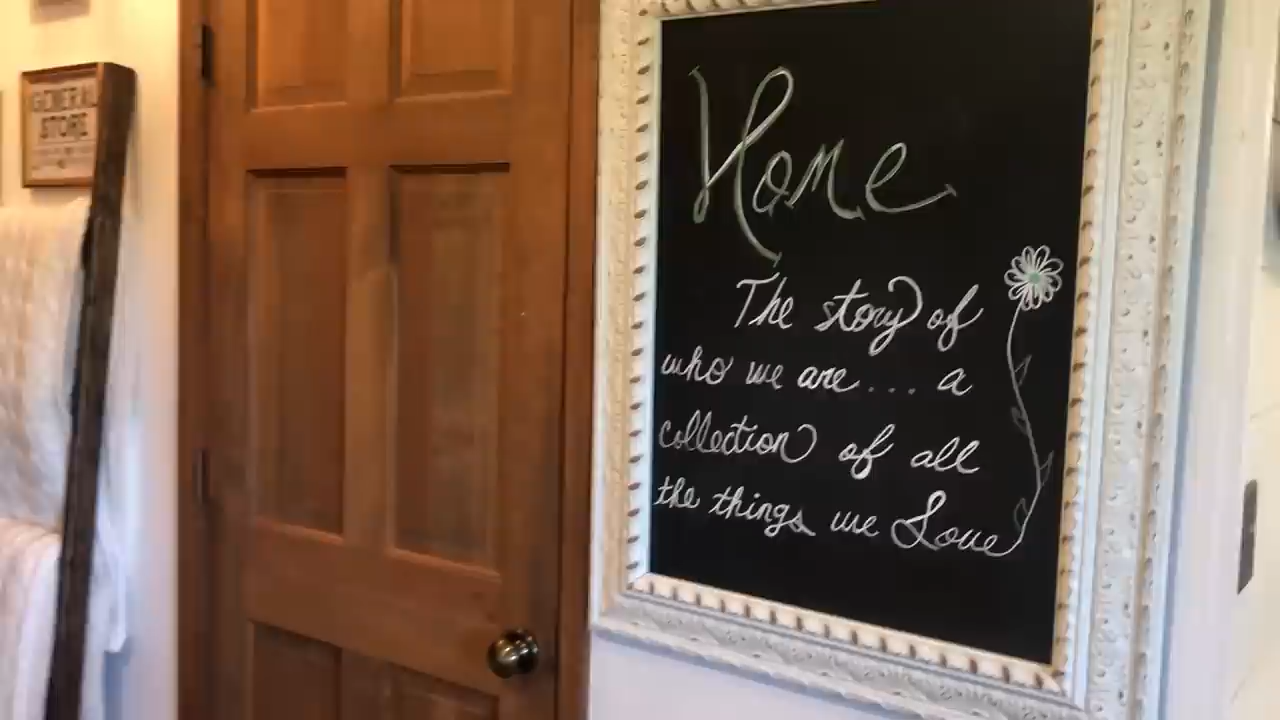 GENERAL
STORE
Home
The story of
who we are... a
collection of all
the things we Love